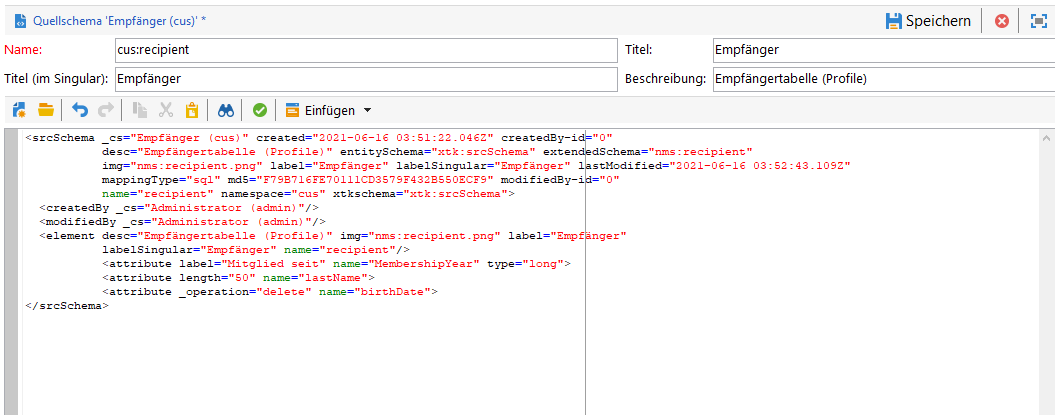 Quellschema 'Empfänger (cus)' *
Speichern
Name: cus:recipient Titel: Empfänger
Titel (im Singular): Empfänger Beschreibung: Empfängertabelle (Profile)
Einfügen
<srcSchema _cs="Empfänger (cus)" created="2021-06-16 03:51:22.046Z" createdBy-id="0"
desc="Empfängertabelle (Profile)" entitySchema="xtk:srcSchema" extendedSchema="nms:recipient"
img="nms:recipient.png" label="Empfänger" labelSingular="Empfänger" lastModified="2021-06-16 03:52:43.109Z"
mappingType="sql" md5="F79B716FE70111CD3579F432B550ECF9" modifiedBy-id="0"
name="recipient" namespace="cus" xtkschema="xtk:srcSchema">
<createdBy _cs="Administrator (admin)"/>
<modifiedBy _cs="Administrator (admin)"/>
<element desc="Empfängertabelle (Profile)" img="nms:recipient.png" label="Empfänger"
labelSingular="Empfänger" name="recipient"/>
<attribute label="Mitglied seit" name="MembershipYear" type="long">
<attribute length="50" name="lastName">
<attribute _operation="delete" name="birthDate">
</srcSchema>